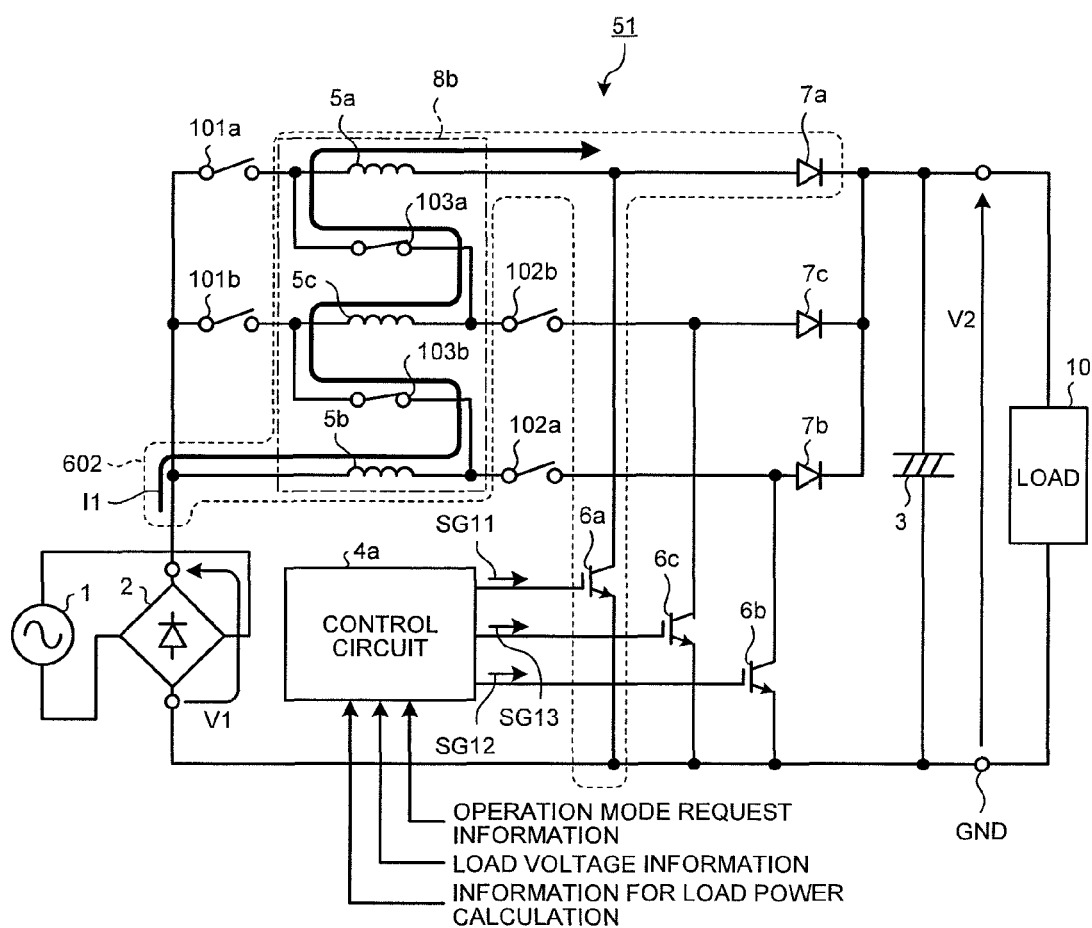 51
8b
5a
7a
101a
103a
5c
102b
7c
101b
V2
103b
10
5b
102a
7b
602
I1
LOAD
3
SG11
6a
4a
6c
1
2
6b
CONTROL
CIRCUIT
V1
SG13
SG12
OPERATION MODE REQUEST
INFORMATION
GND
LOAD VOLTAGE INFORMATION
INFORMATION FOR LOAD POWER
CALCULATION